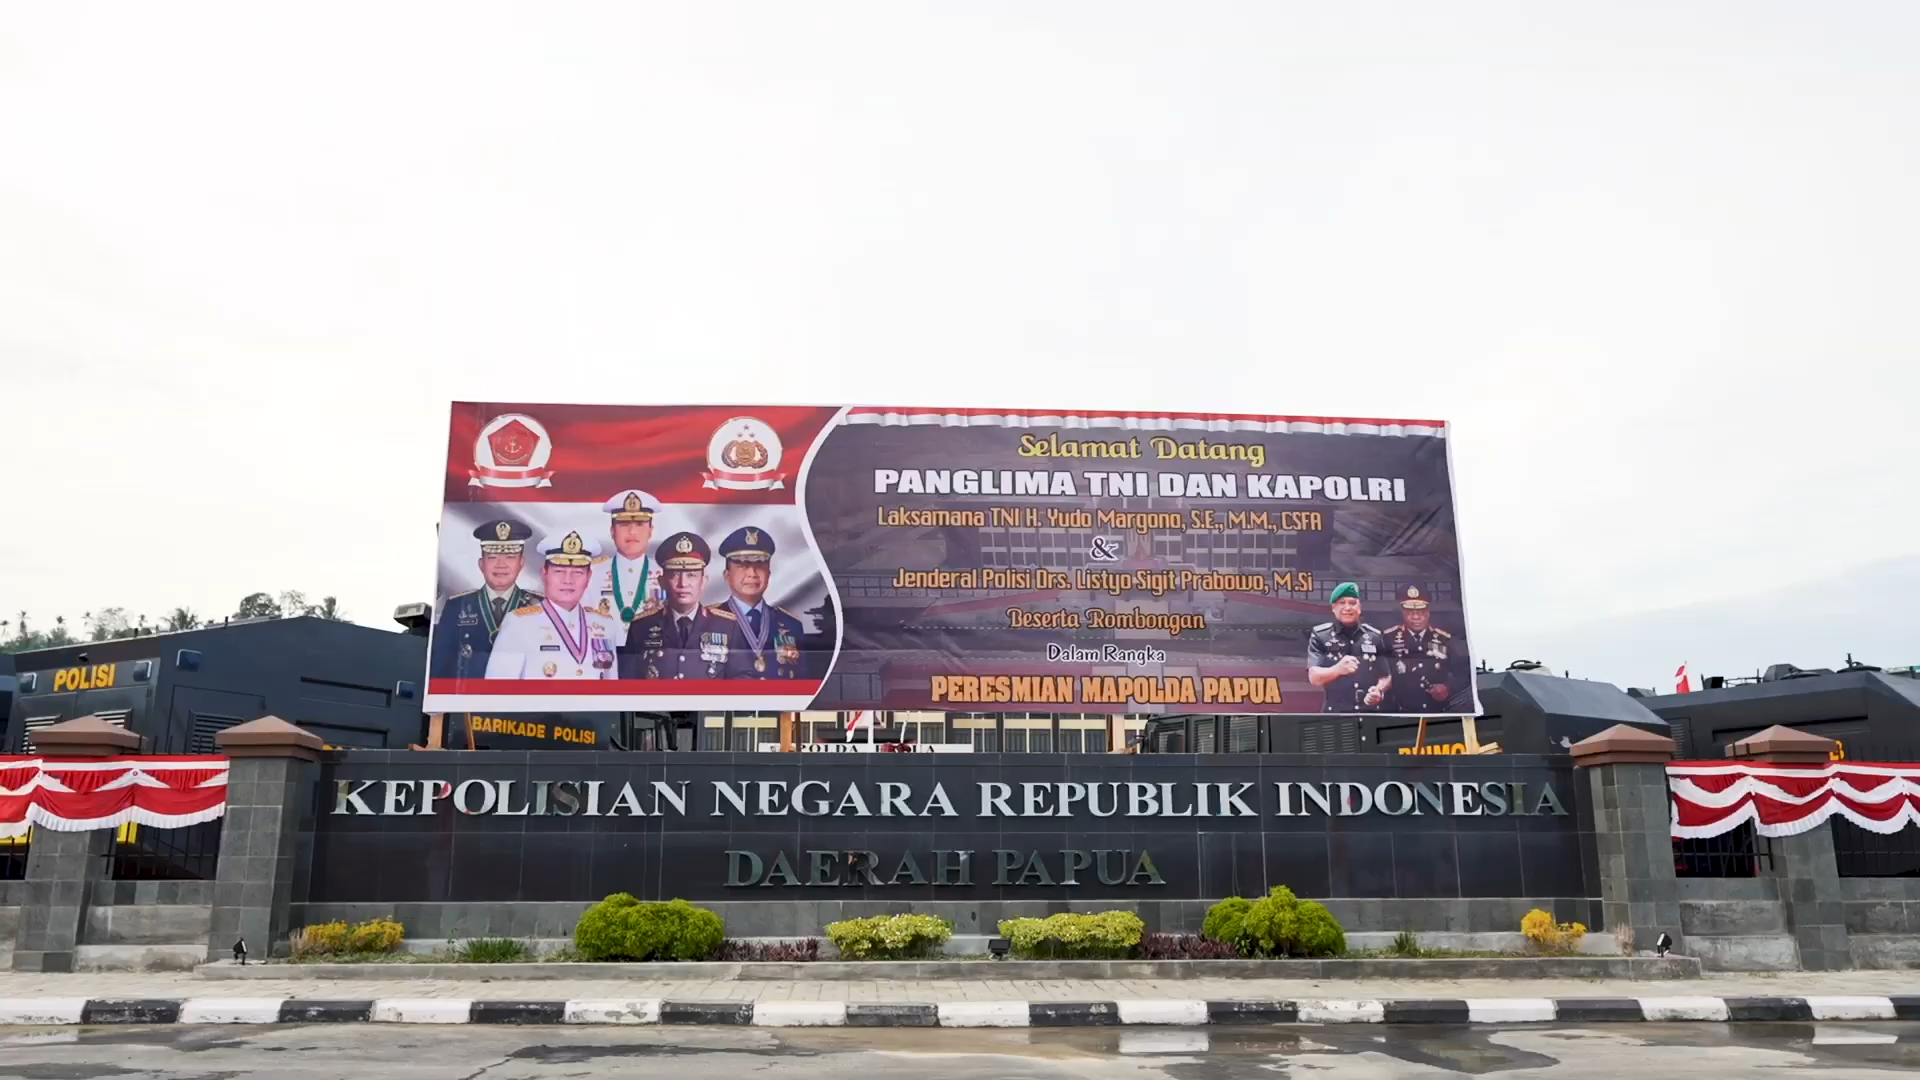 Selamat Datang
PANGLIMA TNI DAN KAPOLRI
Laksamana TNI H. Yudo Margono, S.E., M.M., CSFA
&
Jenderal Polisi Drs. Listyo Sigit Prabowo, M.Si
Beserta Rombongan
Dalam Rangka
PERESMIAN MAPOLDA PAPUA
POLISI
BARIKADE POLISI
KEPOLISIAN NEGARA REPUBLIK INDONESIA
DAERAH PAPUA